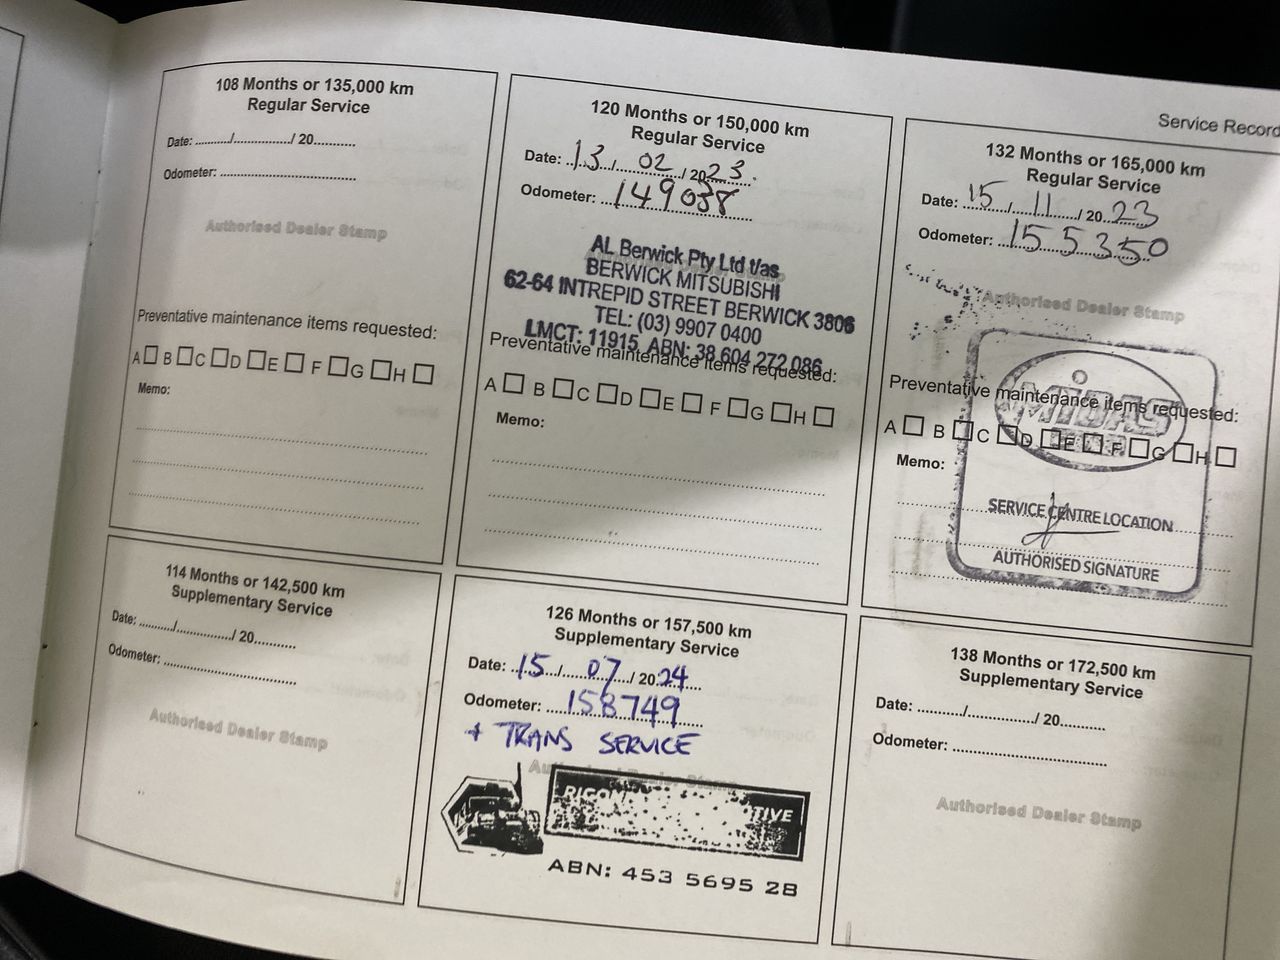 Service Record
108 Months or 135,000 km
Regular Service
Date: ........../.............../ 20...........
Odometer: .....................................
Authorised Dealer Stamp
Preventative maintenance items requested:
A☐ B☐C☐D☐E☐ F☐G☐H☐
Memo:
114 Months or 142,500 km
Supplementary Service
Date: ........../.............../ 20...........
Odometer: .....................................
Authorised Dealer Stamp
120 Months or 150,000 km
Regular Service
Date: 13 / 02 / 2023.
Odometer: 149038
AL Berwick Pty Ltd t/as
BERWICK MITSUBISHI
62-64 INTREPID STREET BERWICK 3806
TEL: (03) 9907 0400
LMCT: 11915 ABN: 38 604 272 086
Preventative maintenance items requested:
A☐ B☐C☐D☐E☐ F☐G☐H☐
Memo:
126 Months or 157,500 km
Supplementary Service
Date: 15 / 07 / 2024
Odometer: 158749
+ TRANS SERVICE
ABN: 453 5695 28
132 Months or 165,000 km
Regular Service
Date: 15 / 11 / 2023
Odometer: 155350
Authorised Dealer Stamp
MIDAS
Preventative maintenance items requested:
A☐ B☐C☐D☐E☐F☐G☐H☐
Memo:
SERVICE CENTRE LOCATION
AUTHORISED SIGNATURE
138 Months or 172,500 km
Supplementary Service
Date: ........../.............../ 20...........
Odometer: .....................................
Authorised Dealer Stamp